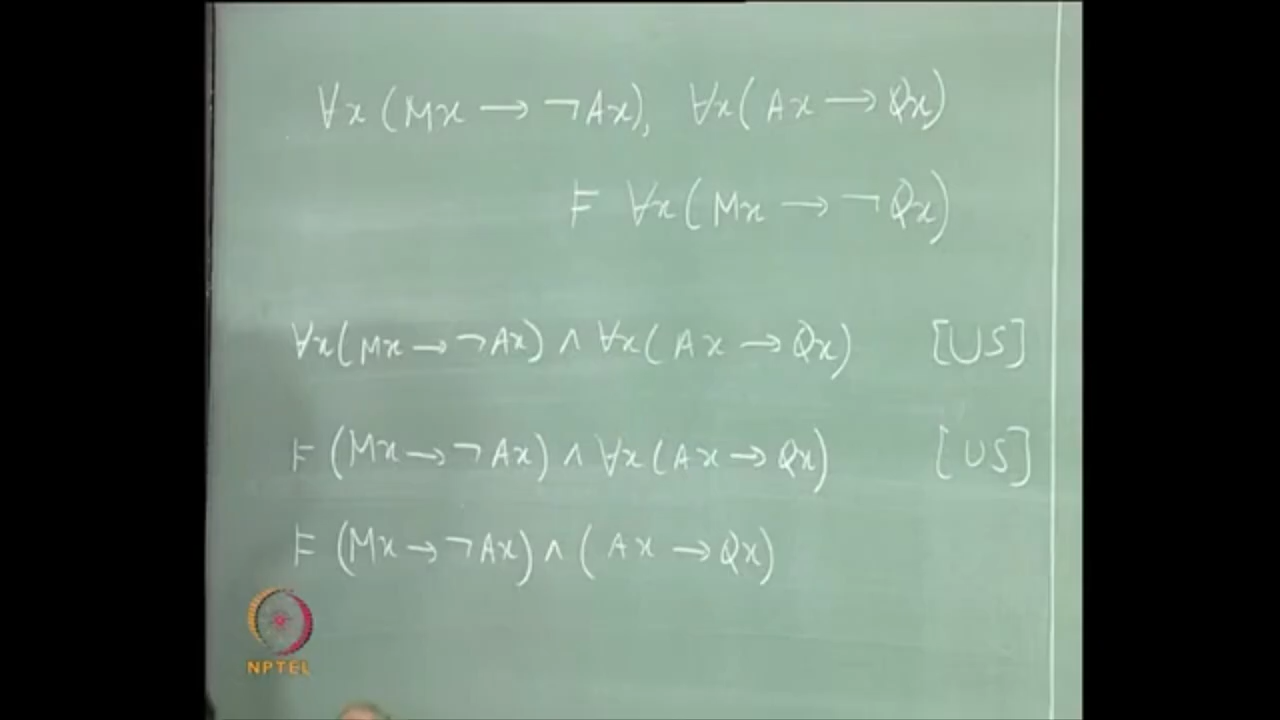 ∀x(Mx → ¬Ax), ∀x(Ax → Qx)
⊨ ∀x(Mx → ¬Qx)
∀x(Mx → ¬Ax) ∧ ∀x(Ax → Qx) [US]
⊨ (Mx → ¬Ax) ∧ ∀x(Ax → Qx) [US]
⊨ (Mx → ¬Ax) ∧ (Ax → Qx)
NPTEL